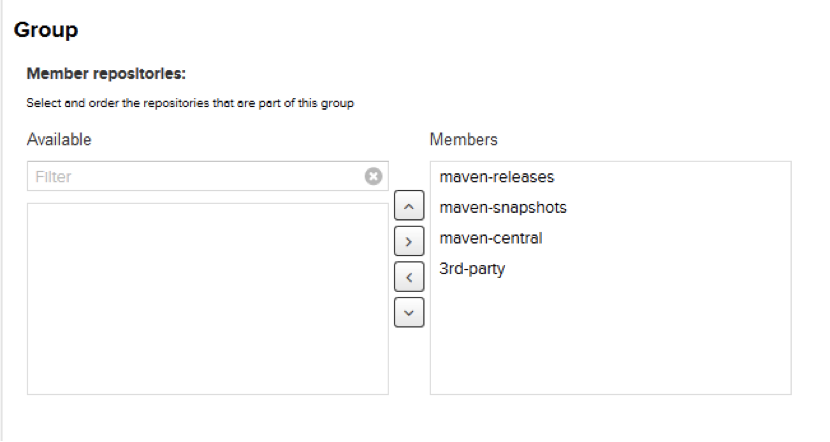 Group
Member repositories:
Select and order the repositories that are part of this group
Available
Members
Filter
maven-releases
maven-snapshots
maven-central
3rd-party